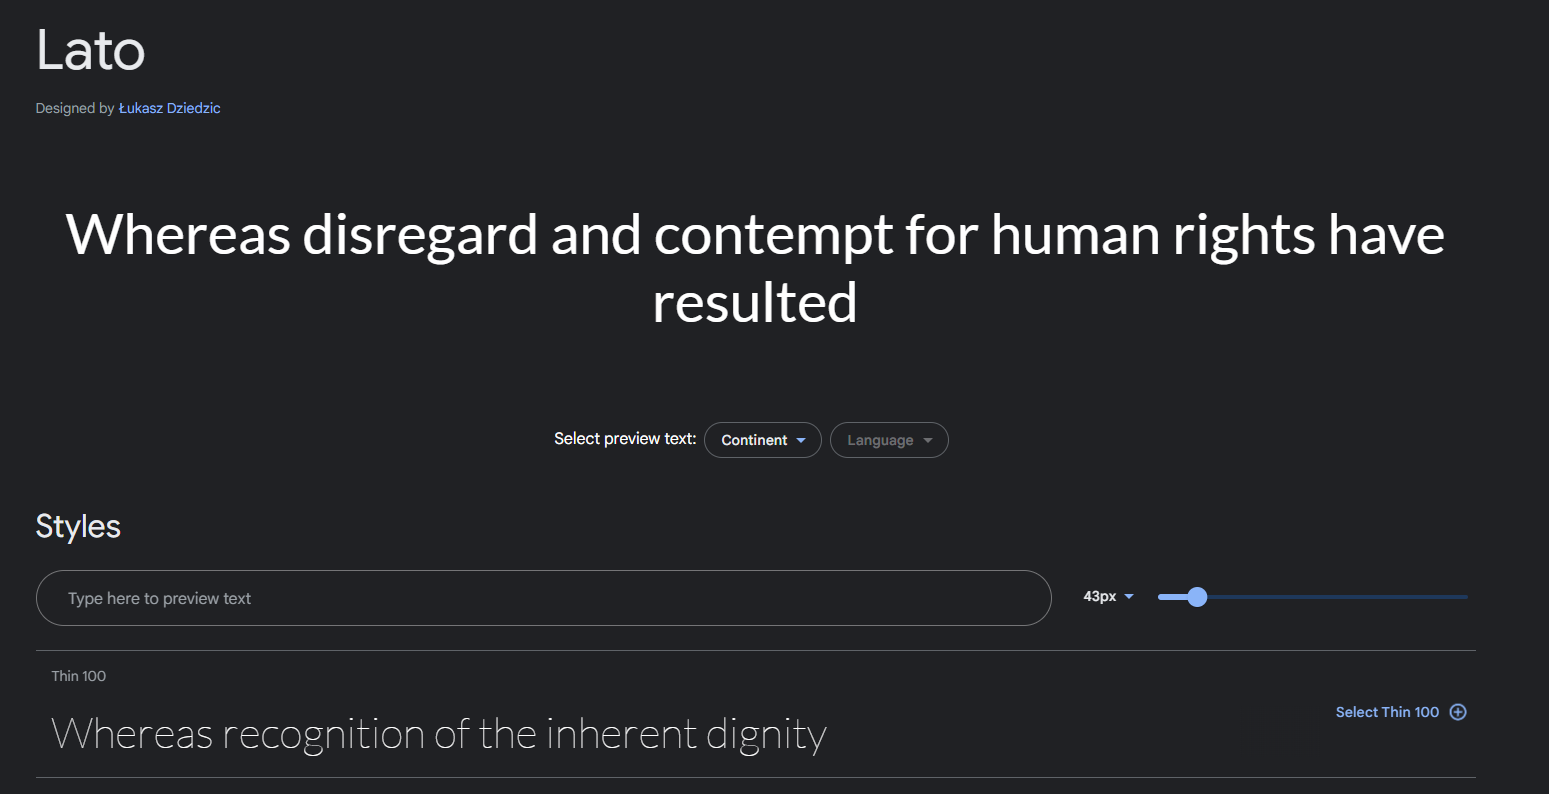 Lato
Designed by Łukasz Dziedzic
Whereas disregard and contempt for human rights have
resulted
Select preview text: Continent Language
Styles
Type here to preview text 43px
Thin 100
Select Thin 100
Whereas recognition of the inherent dignity